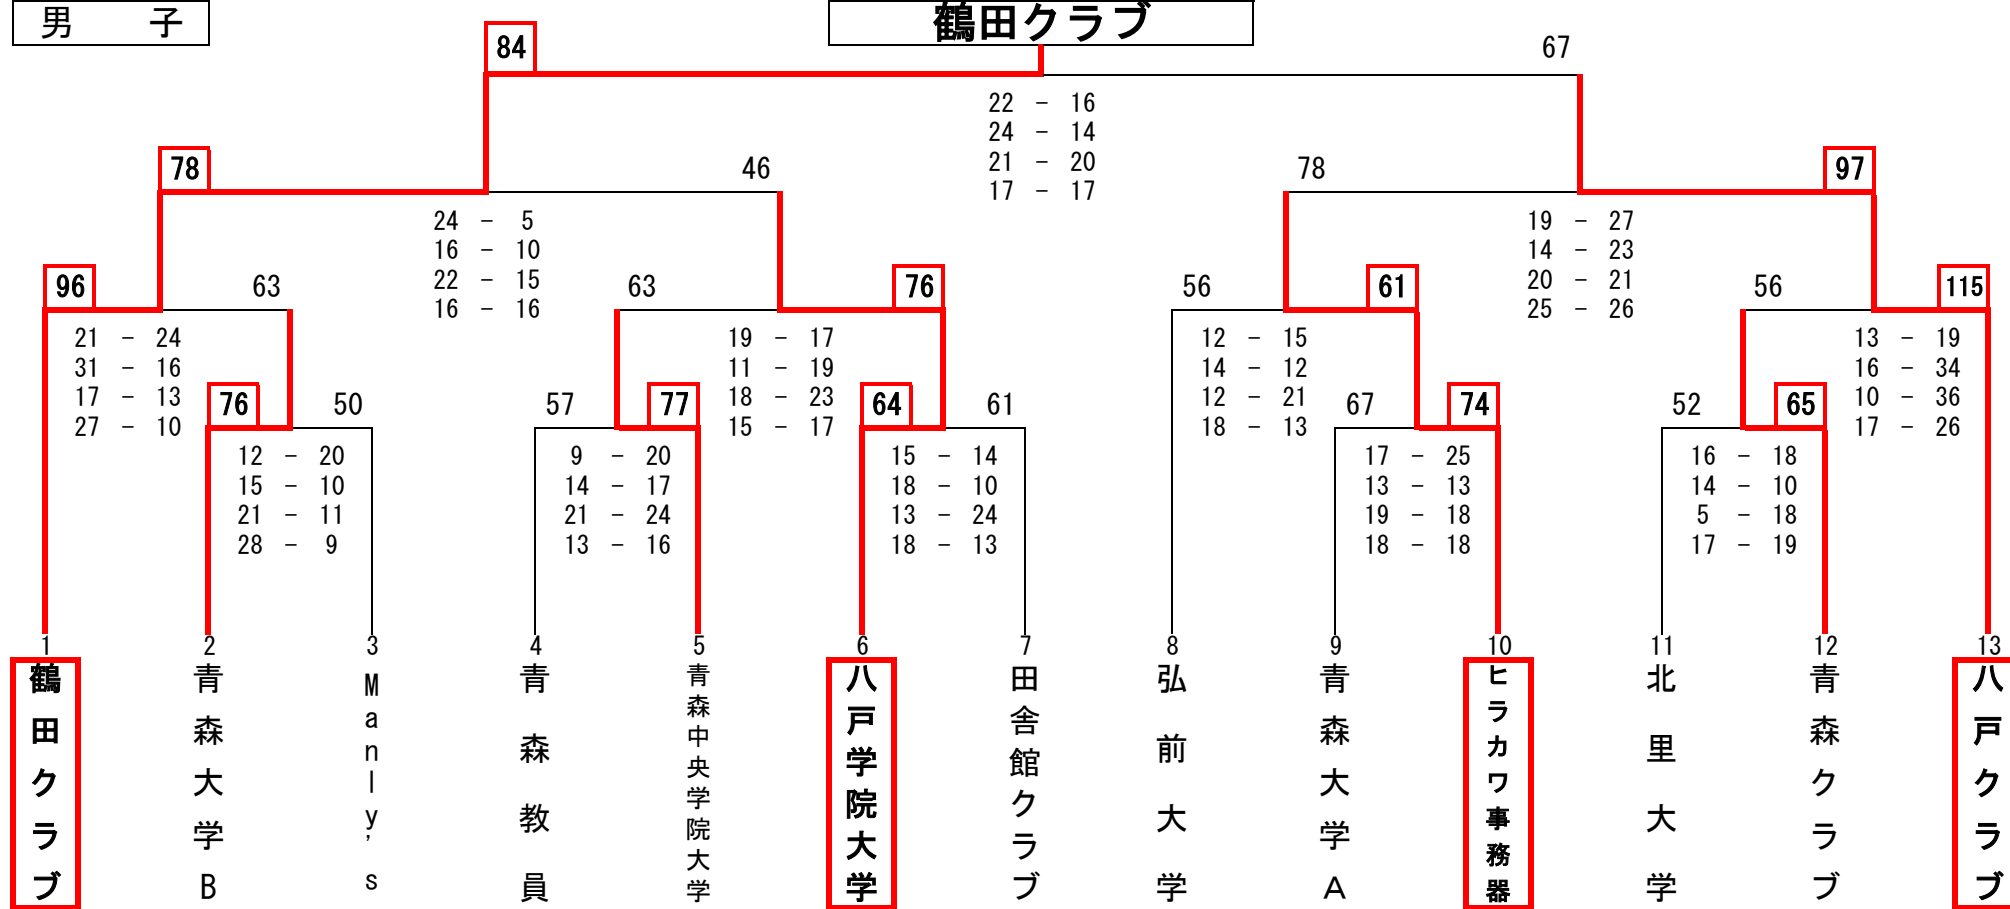 男　子
鶴田クラブ
84
67
22 － 16
24 － 14
21 － 20
17 － 17
78
46
78
97
24 － 5
16 － 10
22 － 15
16 － 16
19 － 27
14 － 23
20 － 21
25 － 26
96
63
63
76
56
61
56
115
21 － 24
31 － 16
17 － 13
27 － 10
19 － 17
11 － 19
18 － 23
15 － 17
12 － 15
14 － 12
12 － 21
18 － 13
13 － 19
16 － 34
10 － 36
17 － 26
76
50
57
77
64
61
67
74
52
65
12 － 20
15 － 10
21 － 11
28 － 9
9 － 20
14 － 17
21 － 24
13 － 16
15 － 14
18 － 10
13 － 24
18 － 13
17 － 25
13 － 13
19 － 18
18 － 18
16 － 18
14 － 10
5 － 18
17 － 19
1
鶴田クラブ
2
青森大学B
3
Manly's
4
青森教員
5
青森中央学院大学
6
八戸学院大学
7
田舎館クラブ
8
弘前大学
9
青森大学A
10
ヒラカワ事務器
11
北里大学
12
青森クラブ
13
八戸クラブ